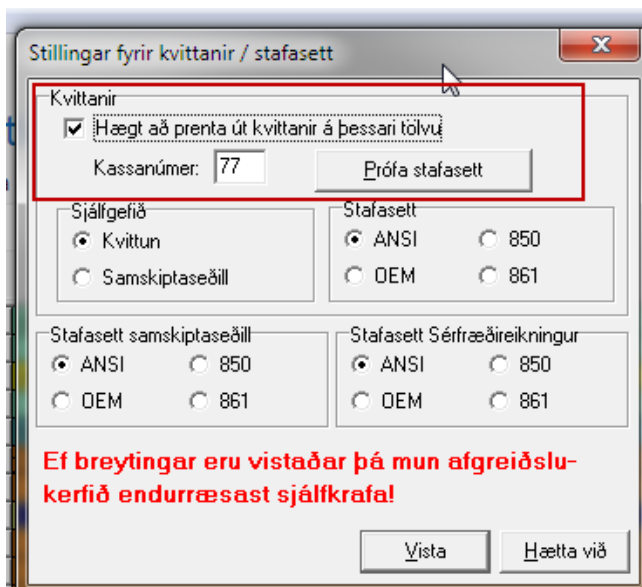 Stillingar fyrir kvittanir / stafasett
Kvittanir
Hægt að prenta út kvittanir á þessari tölvu
Kassanúmer: 77 Prófa stafasett
Sjálfgefið
Kvittun
Samskiptaseðill
Stafasett
ANSI 850
OEM 861
Stafasett samskiptaseðill
ANSI 850
OEM 861
Stafasett Sérfræðireikningur
ANSI 850
OEM 861
Ef breytingar eru vistaðar þá mun afgreiðslu-
kerfið endurræsast sjálfkrafa!
Vista Hætta við